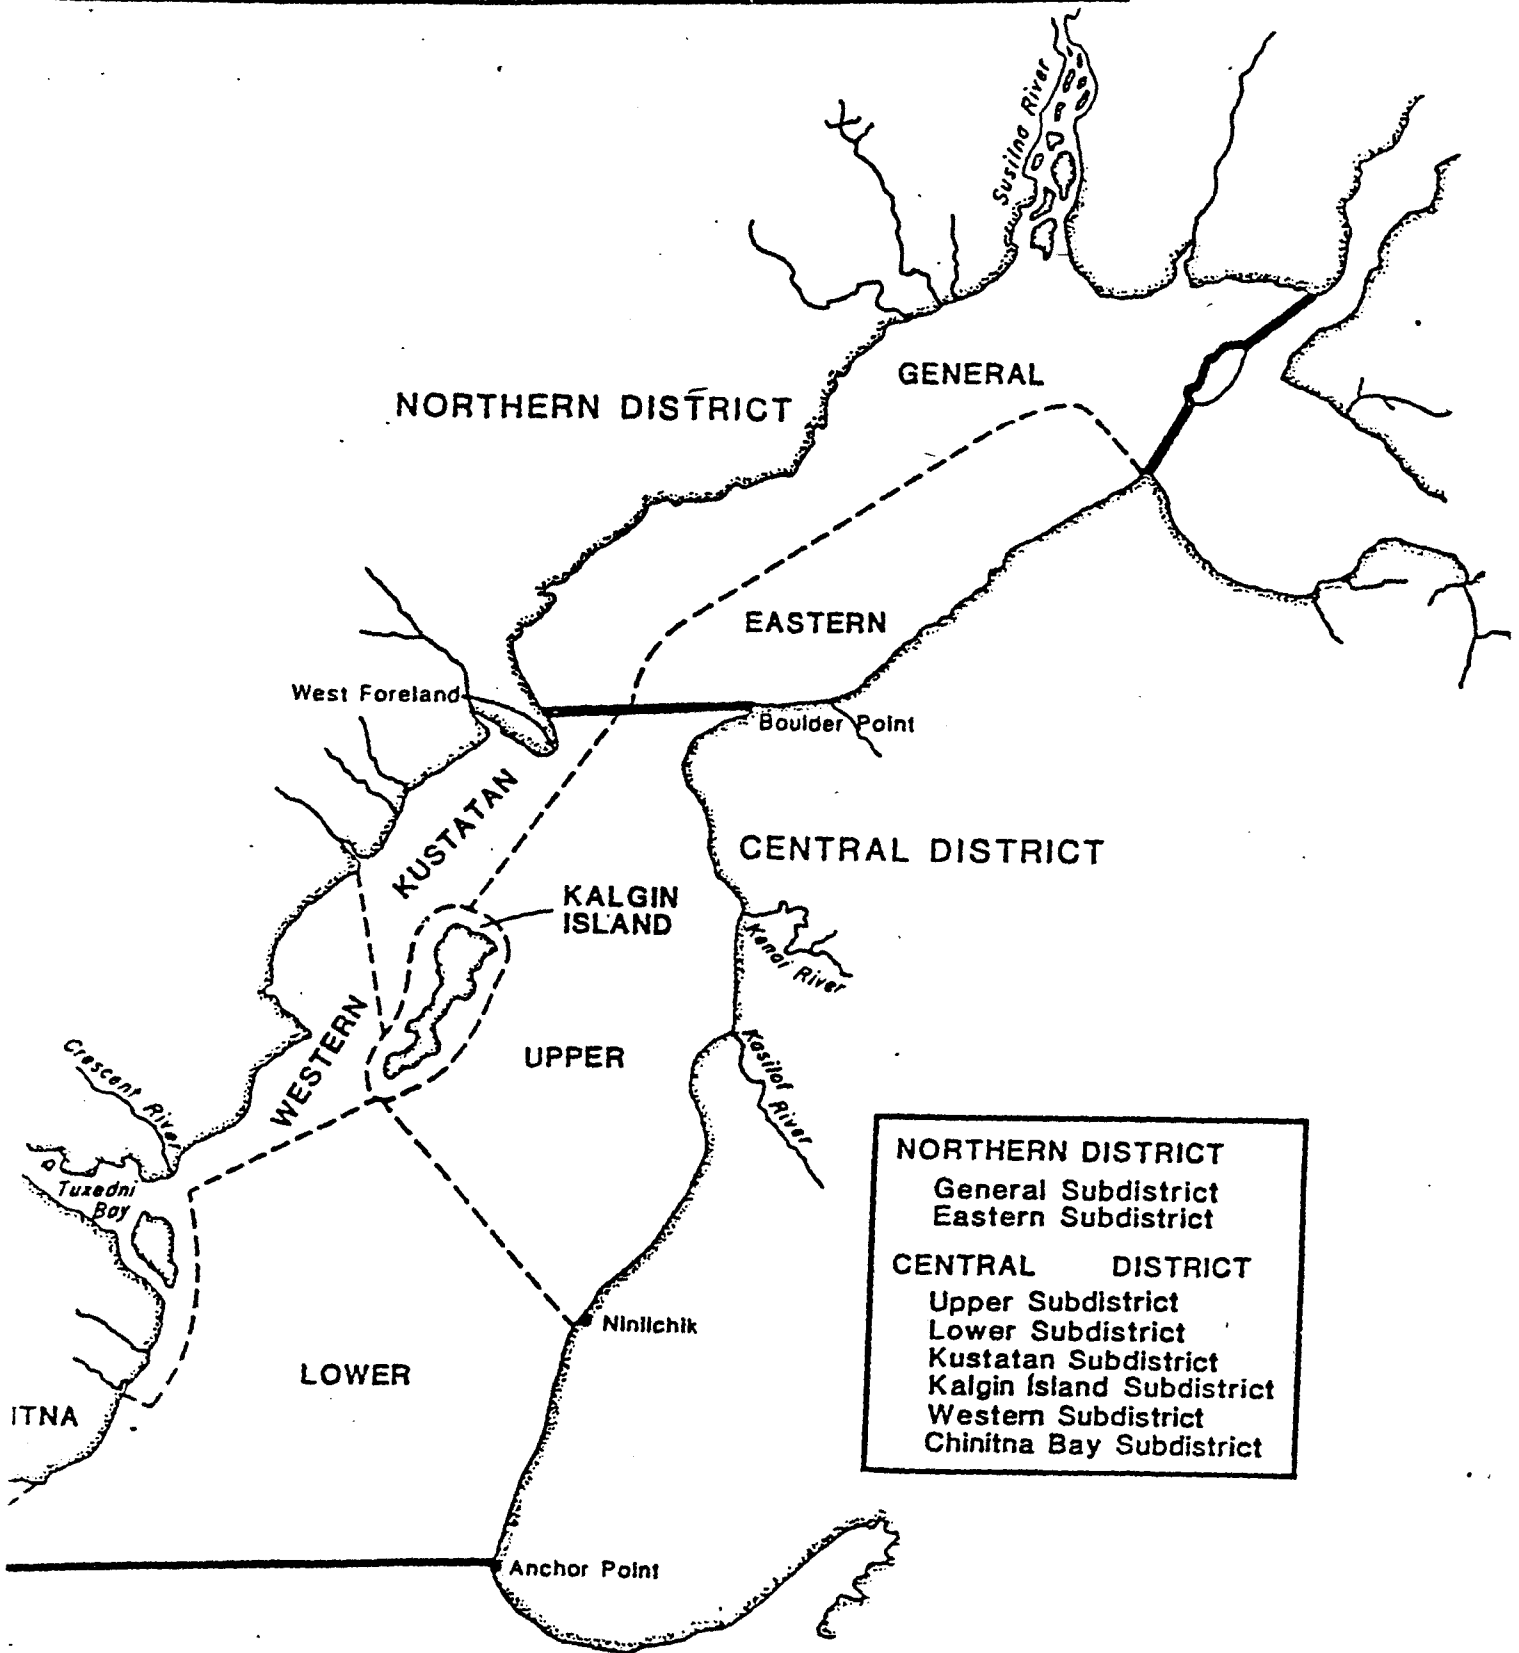 Susitna River
GENERAL
NORTHERN DISTRICT
EASTERN
West Foreland
Boulder Point
KUSTATAN
CENTRAL DISTRICT
KALGIN
ISLAND
Kenai River
WESTERN
UPPER
Crescent River
Kasilof River
Tuxedni
Bay
NORTHERN DISTRICT
General Subdistrict
Eastern Subdistrict
CENTRAL DISTRICT
Upper Subdistrict
Lower Subdistrict
Kustatan Subdistrict
Kalgin Island Subdistrict
Western Subdistrict
Chinitna Bay Subdistrict
Ninilchik
LOWER
ITNA
Anchor Point